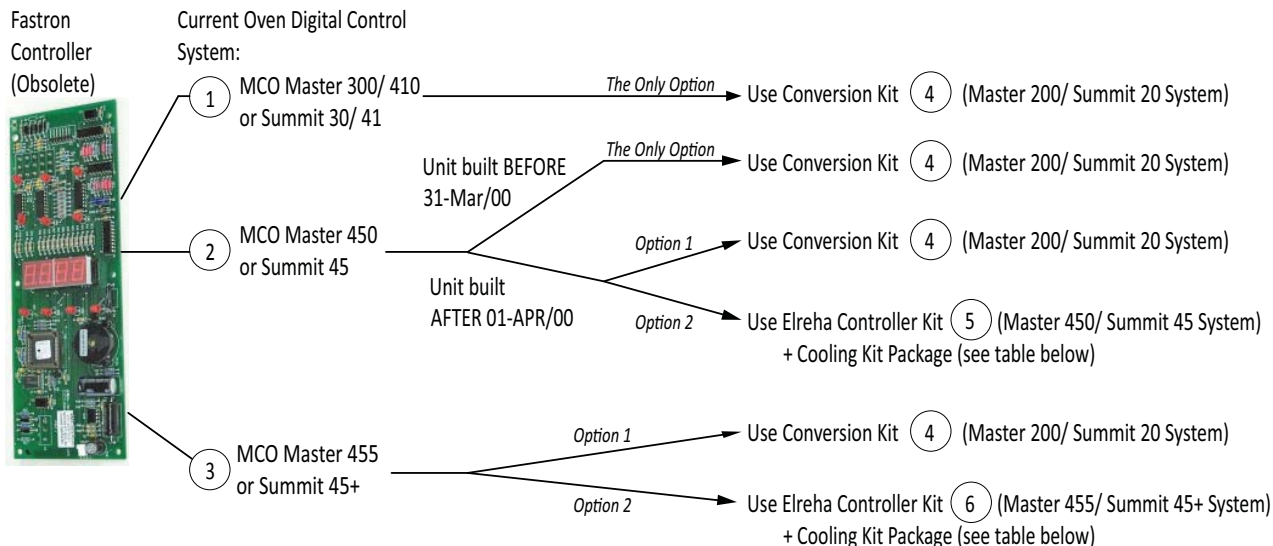 Fastron
Controller
(Obsolete)
Current Oven Digital Control
System:
1 MCO Master 300/ 410
or Summit 30/ 41
The Only Option
Use Conversion Kit 4 (Master 200/ Summit 20 System)
Unit built BEFORE
31-Mar/00
The Only Option
Use Conversion Kit 4 (Master 200/ Summit 20 System)
2 MCO Master 450
or Summit 45
Option 1
Use Conversion Kit 4 (Master 200/ Summit 20 System)
Unit built
AFTER 01-APR/00
Option 2
Use Elreha Controller Kit 5 (Master 450/ Summit 45 System)
+ Cooling Kit Package (see table below)
3 MCO Master 455
or Summit 45+
Option 1
Use Conversion Kit 4 (Master 200/ Summit 20 System)
Option 2
Use Elreha Controller Kit 6 (Master 455/ Summit 45+ System)
+ Cooling Kit Package (see table below)